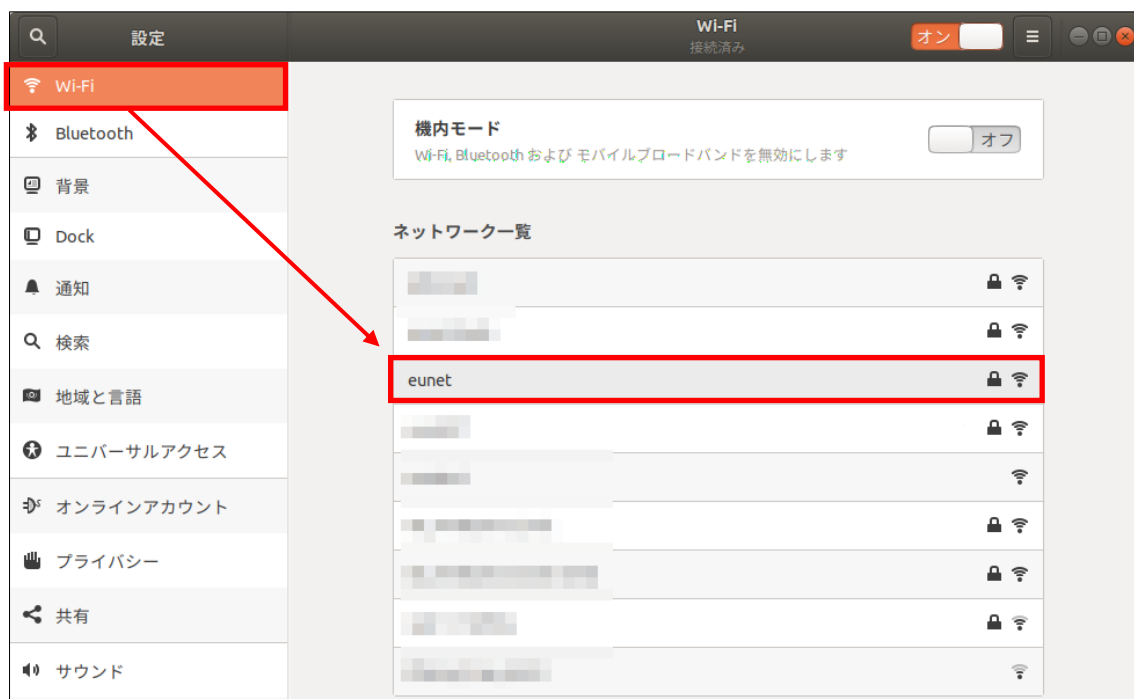 設定
Wi-Fi
接続済み
オン
Wi-Fi
Bluetooth
背景
Dock
通知
検索
地域と言語
ユニバーサルアクセス
オンラインアカウント
プライバシー
共有
サウンド
機内モード
Wi-Fi, Bluetooth および モバイルブロードバンドを無効にします
オフ
ネットワーク一覧
eunet